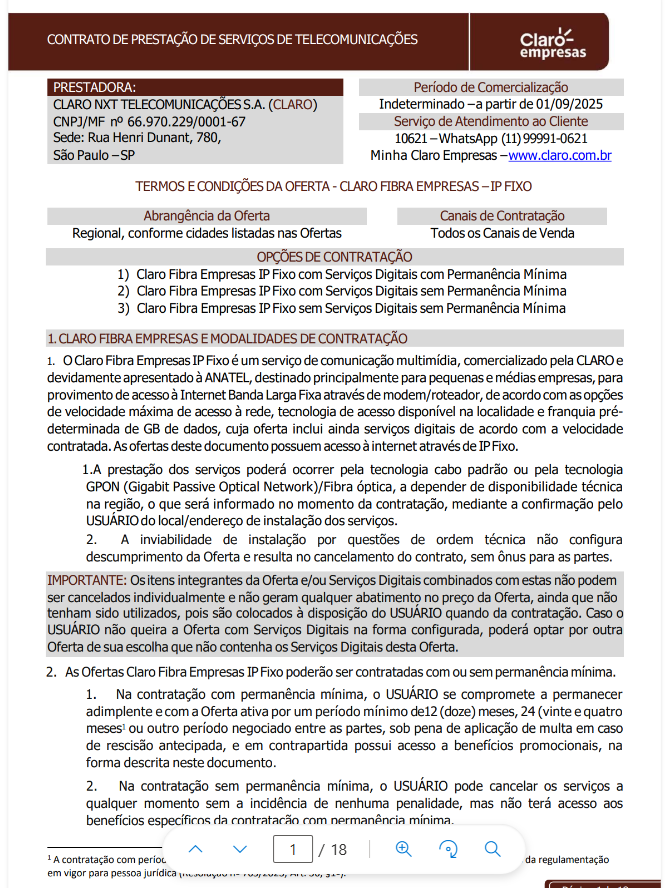 CONTRATO DE PRESTAÇÃO DE SERVIÇOS DE TELECOMUNICAÇÕES
Claro empresas
PRESTADORA:
CLARO NXT TELECOMUNICAÇÕES S.A. (CLARO)
CNPJ/MF nº 66.970.229/0001-67
Sede: Rua Henri Dunant, 780,
São Paulo – SP
Período de Comercialização
Indeterminado – a partir de 01/09/2025
Serviço de Atendimento ao Cliente
10621 – WhatsApp (11) 99991-0621
Minha Claro Empresas – www.claro.com.br
TERMOS E CONDIÇÕES DA OFERTA - CLARO FIBRA EMPRESAS – IP FIXO
Abrangência da Oferta
Regional, conforme cidades listadas nas Ofertas
Canais de Contratação
Todos os Canais de Venda
OPÇÕES DE CONTRATAÇÃO
1) Claro Fibra Empresas IP Fixo com Serviços Digitais com Permanência Mínima
2) Claro Fibra Empresas IP Fixo com Serviços Digitais sem Permanência Mínima
3) Claro Fibra Empresas IP Fixo sem Serviços Digitais sem Permanência Mínima
1. CLARO FIBRA EMPRESAS E MODALIDADES DE CONTRATAÇÃO
1. O Claro Fibra Empresas IP Fixo é um serviço de comunicação multimídia, comercializado pela CLARO e
devidamente apresentado à ANATEL, destinado principalmente para pequenas e médias empresas, para
provimento de acesso à Internet Banda Larga Fixa através de modem/roteador, de acordo com as opções
de velocidade máxima de acesso à rede, tecnologia de acesso disponível na localidade e franquia pré-
determinada de GB de dados, cuja oferta inclui ainda serviços digitais de acordo com a velocidade
contratada. As ofertas deste documento possuem acesso à internet através de IP Fixo.
1.A prestação dos serviços poderá ocorrer pela tecnologia cabo padrão ou pela tecnologia
GPON (Gigabit Passive Optical Network)/Fibra óptica, a depender de disponibilidade técnica
na região, o que será informado no momento da contratação, mediante a confirmação pelo
USUÁRIO do local/endereço de instalação dos serviços.
2. A inviabilidade de instalação por questões de ordem técnica não configura
descumprimento da Oferta e resulta no cancelamento do contrato, sem ônus para as partes.
IMPORTANTE: Os itens integrantes da Oferta e/ou Serviços Digitais combinados com estas não podem
ser cancelados individualmente e não geram qualquer abatimento no preço da Oferta, ainda que não
tenham sido utilizados, pois são colocados à disposição do USUÁRIO quando da contratação. Caso o
USUÁRIO não queira a Oferta com Serviços Digitais na forma configurada, poderá optar por outra
Oferta de sua escolha que não contenha os Serviços Digitais desta Oferta.
2. As Ofertas Claro Fibra Empresas IP Fixo poderão ser contratadas com ou sem permanência mínima.
1. Na contratação com permanência mínima, o USUÁRIO se compromete a permanecer
adimplente e com a Oferta ativa por um período mínimo de12 (doze) meses, 24 (vinte e quatro
meses¹ ou outro período negociado entre as partes, sob pena de aplicação de multa em caso
de rescisão antecipada, e em contrapartida possui acesso a benefícios promocionais, na
forma descrita neste documento.
2. Na contratação sem permanência mínima, o USUÁRIO pode cancelar os serviços a
qualquer momento sem a incidência de nenhuma penalidade, mas não terá acesso aos
benefícios específicos da contratação com permanência mínima.
1 / 18
¹ A contratação com períod da regulamentação
em vigor para pessoa jurídica